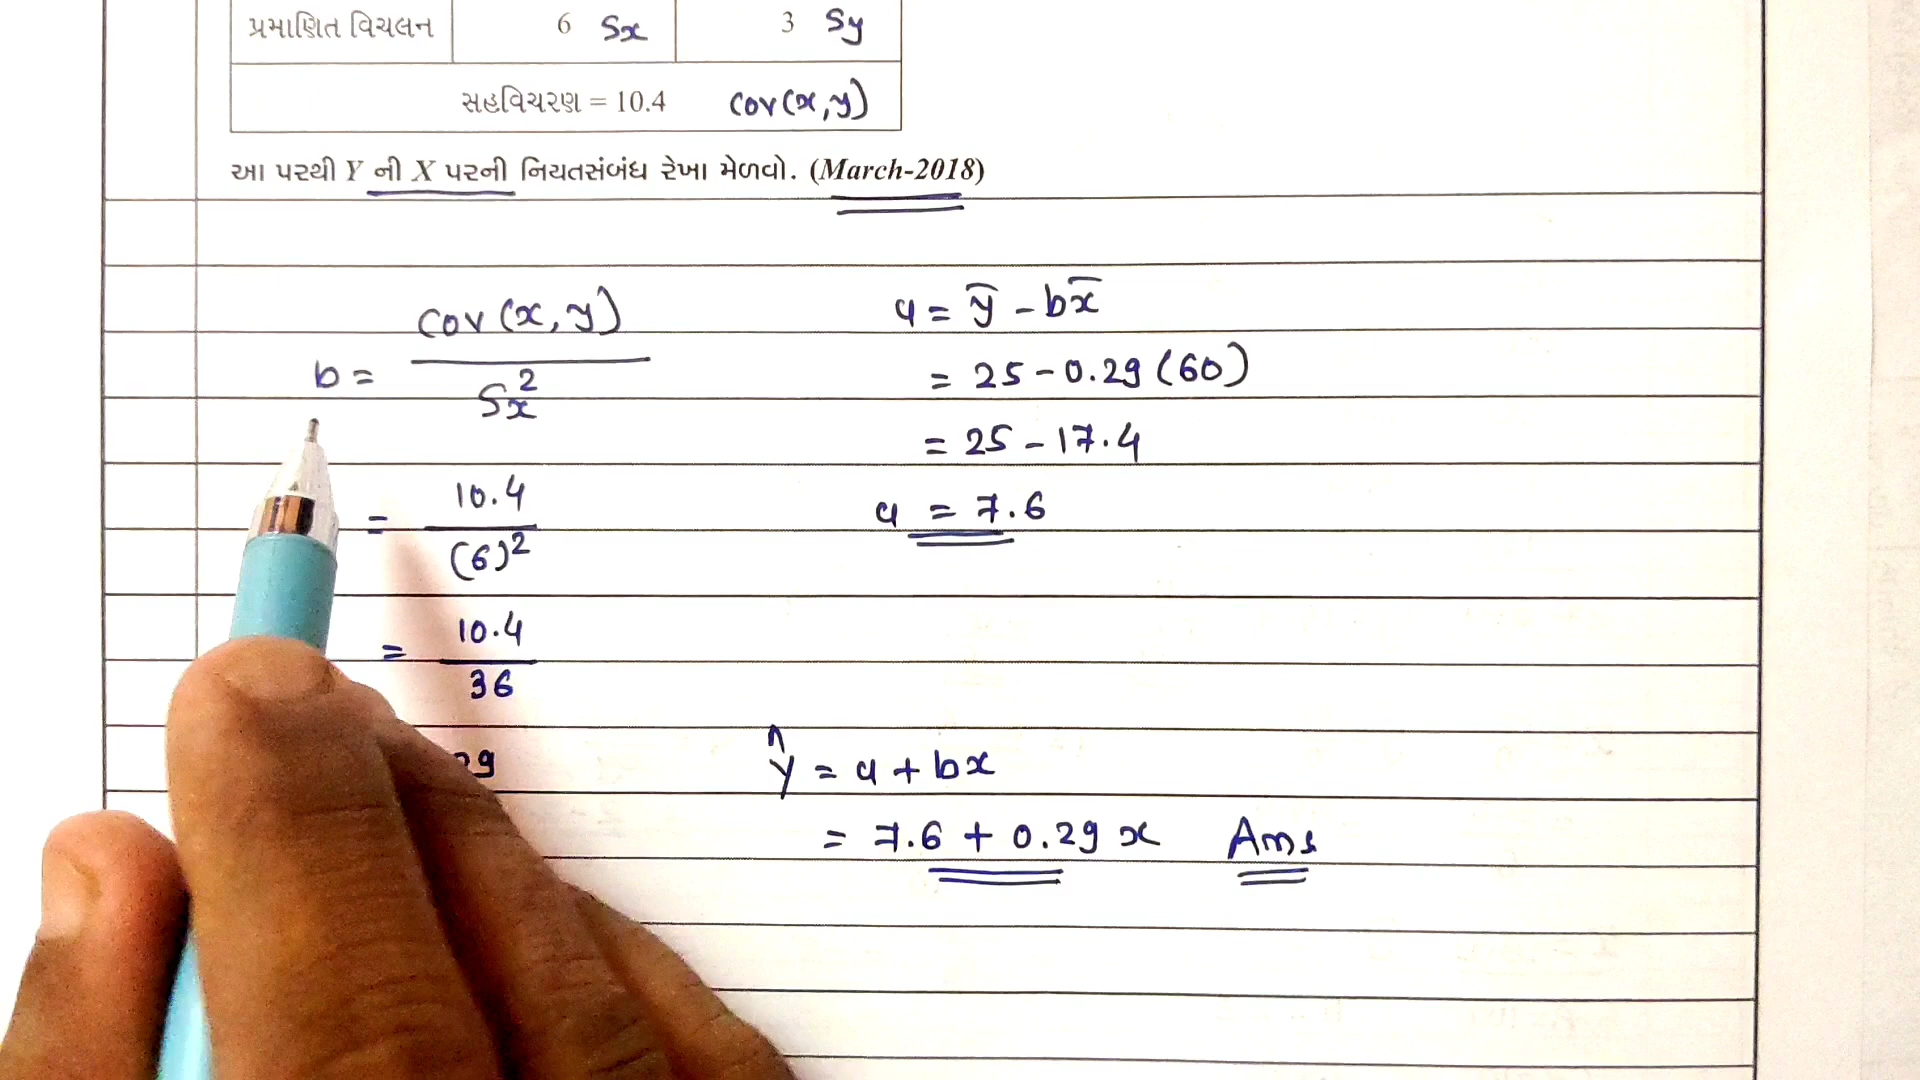 પ્રમાણિત વિચલન 6 Sx 3 Sy
સહવિચરણ = 10.4 cov(x,y)
આ પરથી Y ની X પરની નિયતસંબંધ રેખા મેળવો. (March-2018)
b = cov(x,y) / Sx²
= 10.4 / (6)²
= 10.4 / 36
29
a = ȳ - bx̄
= 25 - 0.29 (60)
= 25 - 17.4
a = 7.6
ŷ = a + bx
= 7.6 + 0.29 x Ans